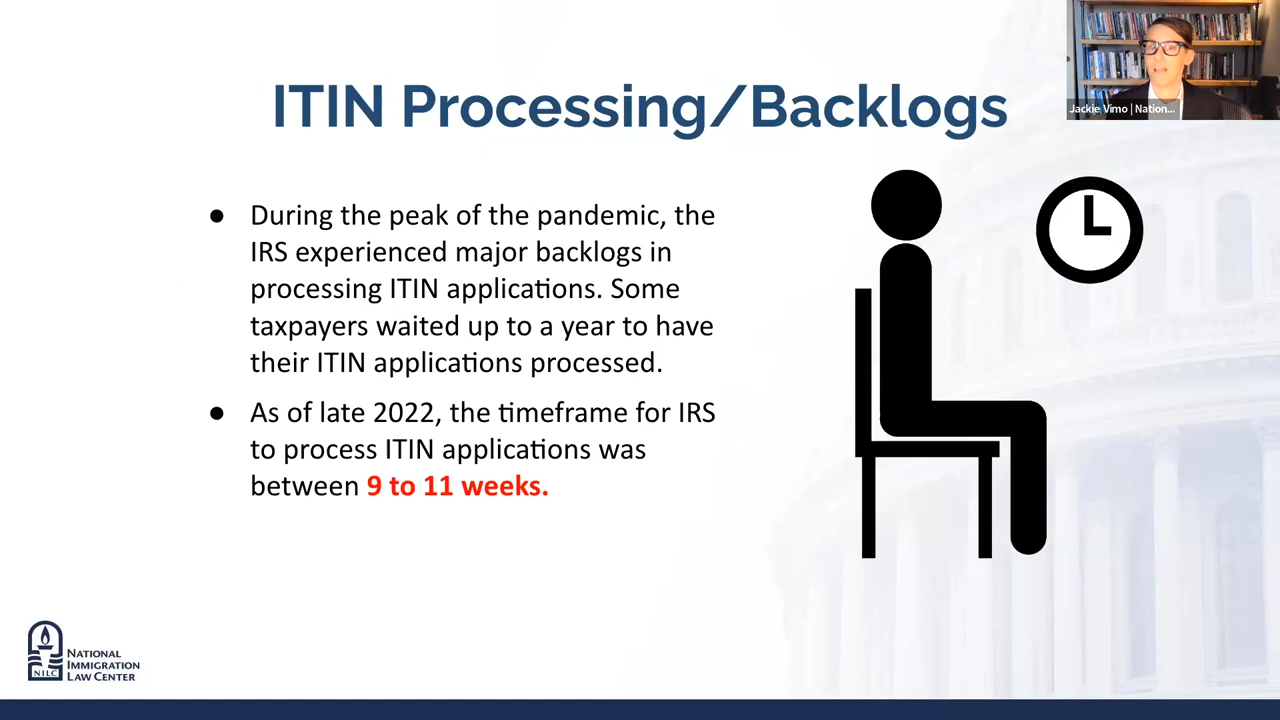 ITIN Processing/Backlogs
Jackie Vimo | Nation...
● During the peak of the pandemic, the
IRS experienced major backlogs in
processing ITIN applications. Some
taxpayers waited up to a year to have
their ITIN applications processed.
● As of late 2022, the timeframe for IRS
to process ITIN applications was
between 9 to 11 weeks.
NILC
NATIONAL
IMMIGRATION
LAW CENTER